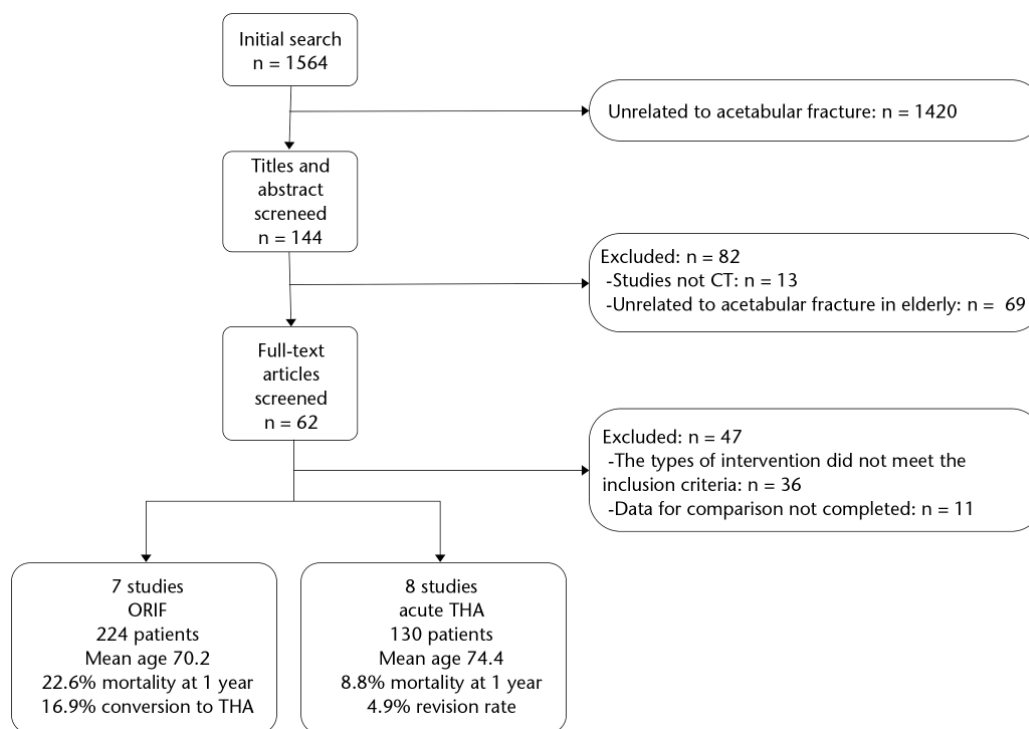 Initial search
n = 1564
Unrelated to acetabular fracture: n = 1420
Titles and
abstract
screneed
n = 144
Excluded: n = 82
-Studies not CT: n = 13
-Unrelated to acetabular fracture in elderly: n = 69
Full-text
articles
screened
n = 62
Excluded: n = 47
-The types of intervention did not meet the
inclusion criteria: n = 36
-Data for comparison not completed: n = 11
7 studies
ORIF
224 patients
Mean age 70.2
22.6% mortality at 1 year
16.9% conversion to THA
8 studies
acute THA
130 patients
Mean age 74.4
8.8% mortality at 1 year
4.9% revision rate